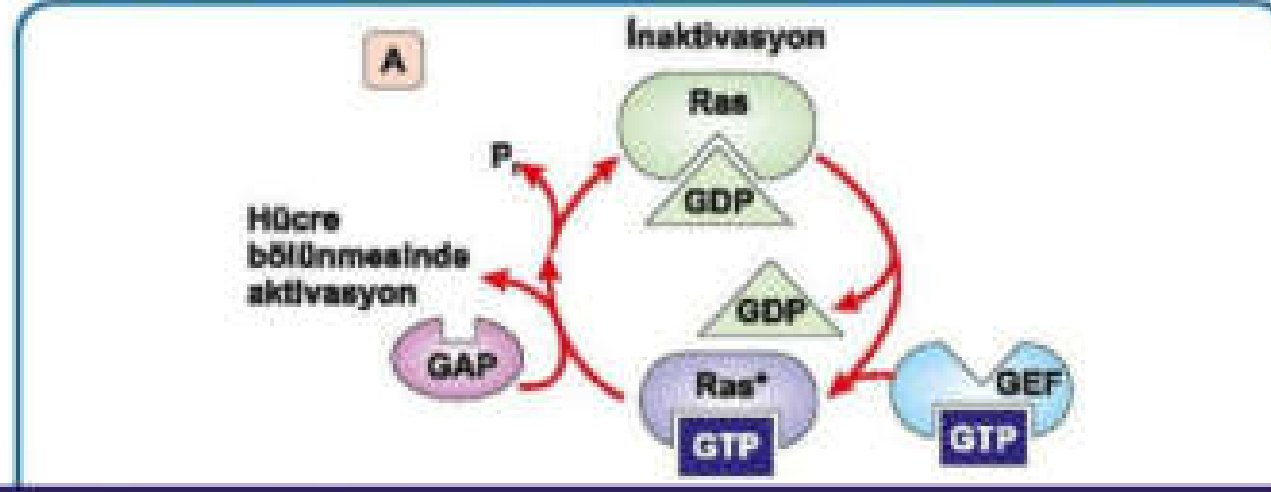 A
İnaktivasyon
Ras
GDP
P
Hücre
bölünmesinde
aktivasyon
GDP
GAP
Ras*
GTP
GEF
GTP